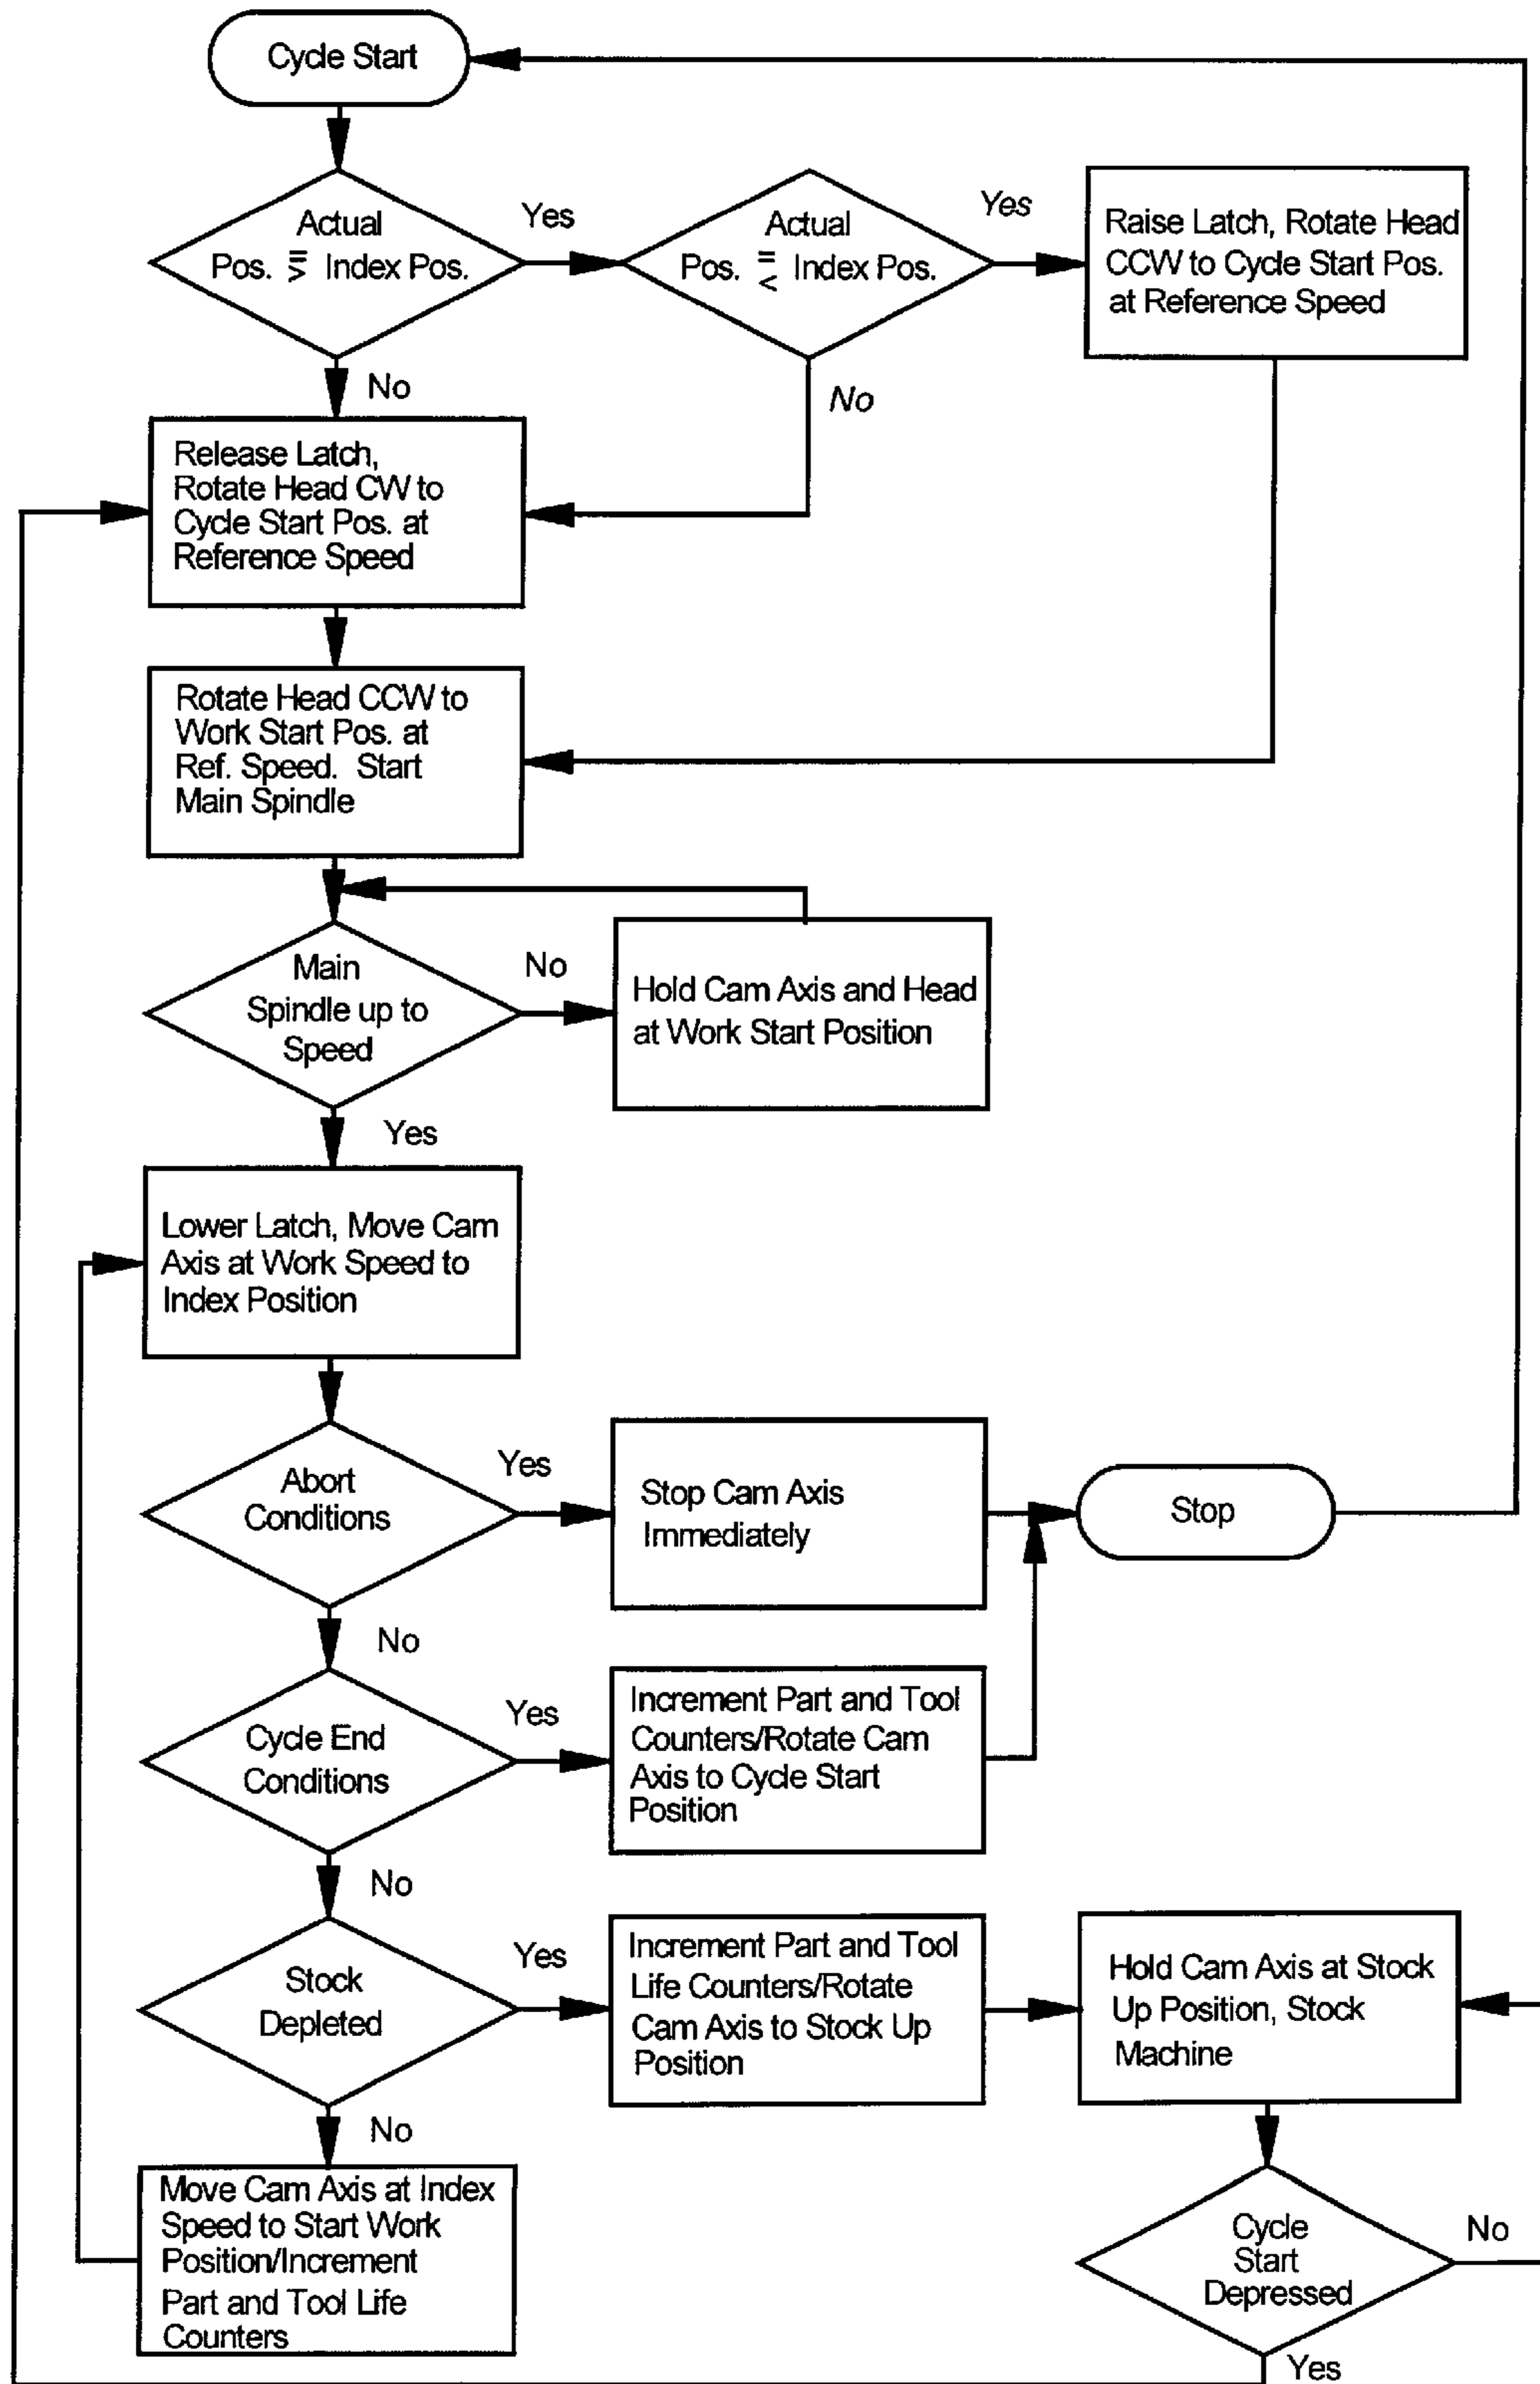 Cycle Start
Actual
Pos. = > Index Pos.
Yes
Actual
Pos. = < Index Pos.
Yes
Raise Latch, Rotate Head
CCW to Cycle Start Pos.
at Reference Speed
No
No
Release Latch,
Rotate Head CW to
Cycle Start Pos. at
Reference Speed
Rotate Head CCW to
Work Start Pos. at
Ref. Speed. Start
Main Spindle
Main
Spindle up to
Speed
No
Hold Cam Axis and Head
at Work Start Position
Yes
Lower Latch, Move Cam
Axis at Work Speed to
Index Position
Abort
Conditions
Yes
Stop Cam Axis
Immediately
Stop
No
Cycle End
Conditions
Yes
Increment Part and Tool
Counters/Rotate Cam
Axis to Cycle Start
Position
No
Stock
Depleted
Yes
Increment Part and Tool
Life Counters/Rotate
Cam Axis to Stock Up
Position
Hold Cam Axis at Stock
Up Position, Stock
Machine
No
Move Cam Axis at Index
Speed to Start Work
Position/Increment
Part and Tool Life
Counters
Cycle
Start
Depressed
No
Yes